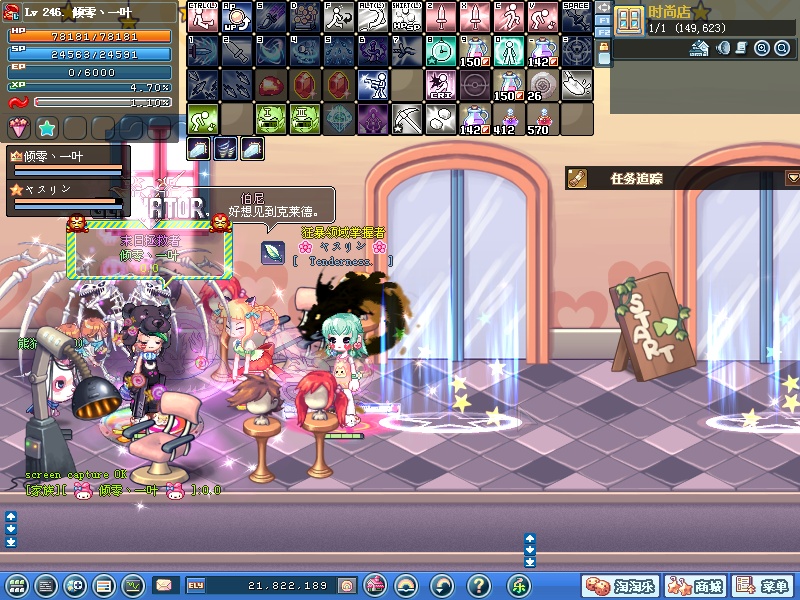 Lv 246 倾零丶一叶
HP 78181/78181
SP 24563/24591
EP 0/6000
XP 4.70%
1,10%
时尚店
1/1 (149,623)
倾零丶一叶
ヤスリン
任务追踪
伯尼
好想见到克莱德。
末日拯救者
倾零丶一叶
0,0
狂暴领域掌握者
ヤスリン
[ Tenderness. ]
START
150
142
150
26
142
412
570
SPACE
screen capture OK
[家族][ 倾零丶一叶 ]:0,0
ELY 21,822,189
淘淘乐
商城
菜单